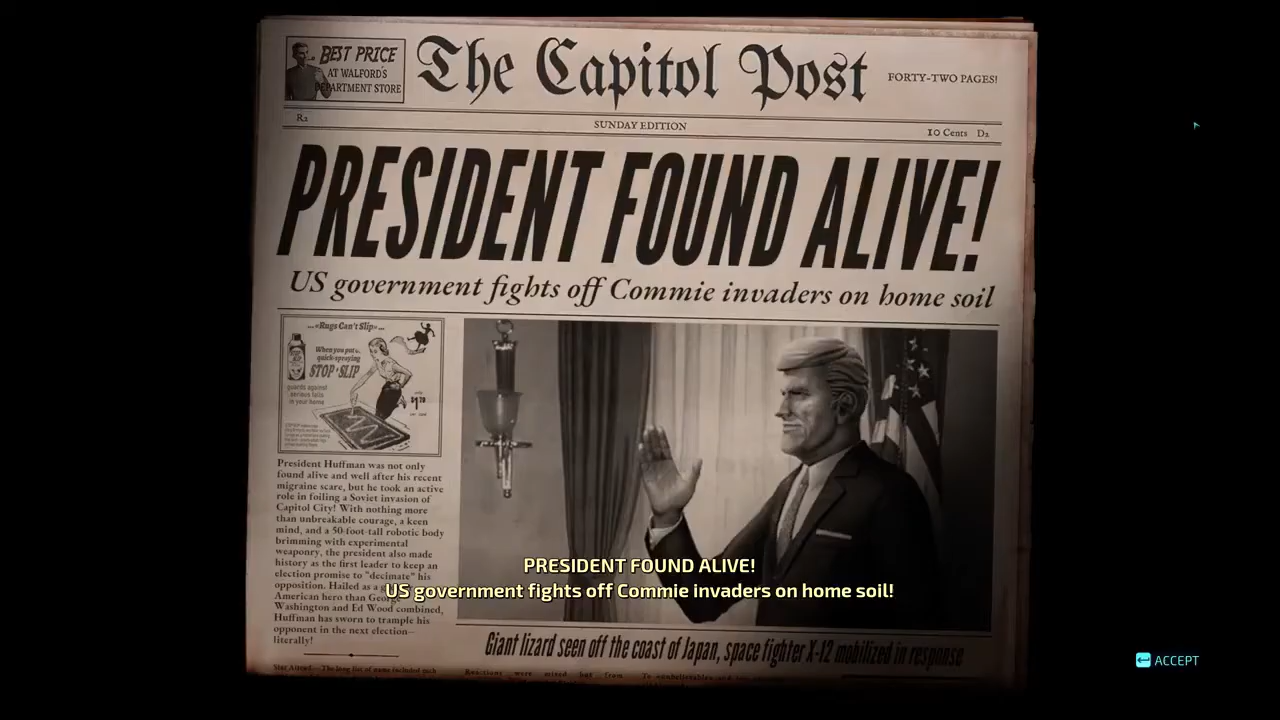 BEST PRICE
AT WALFORD'S
DEPARTMENT STORE
The Capitol Post
FORTY-TWO PAGES!
R2
SUNDAY EDITION
10 Cents D2
PRESIDENT FOUND ALIVE!
US government fights off Commie invaders on home soil
...«Rugs Can't Slip»...
When you put a
quick-spraying
STOP·SLIP
guards against
serious falls
in your home
President Huffman was not only
found alive and well after his recent
migraine scare, but he took an active
role in foiling a Soviet invasion of
Capitol City! With nothing more
than unbreakable courage, a keen
mind, and a 50-foot-tall robotic body
brimming with experimental
weaponry, the president also made
history as the first leader to keep an
election promise to "decimate" his
opposition. Hailed as a
American hero than George
Washington and Ed Wood combined,
Huffman has sworn to trample his
opponent in the next election—
literally!
PRESIDENT FOUND ALIVE!
US government fights off Commie invaders on home soil!
Giant lizard seen off the coast of Japan, space fighter X-12 mobilized in response
ACCEPT